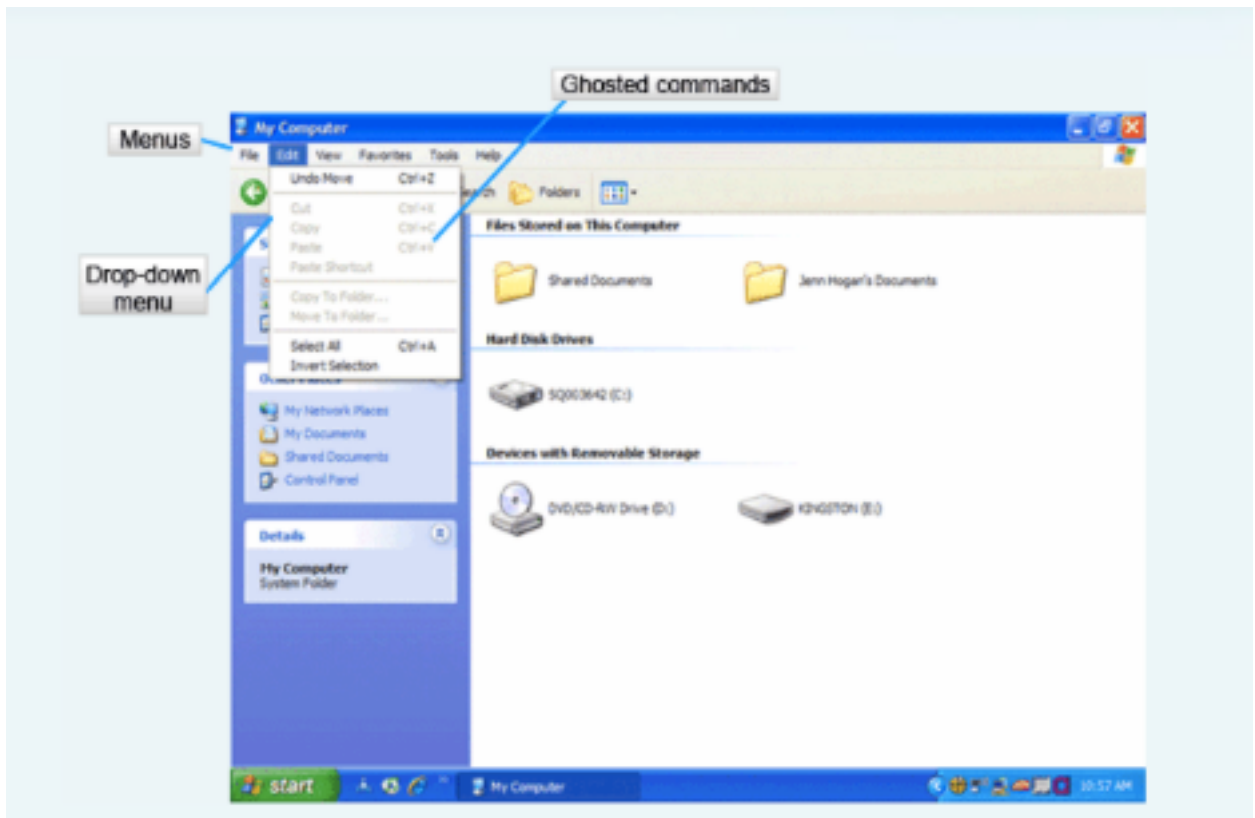 Ghosted commands
Menus
Drop-down
menu
My Computer
File Edit View Favorites Tools Help
Folders
Undo Move Ctrl+Z
Cut Ctrl+X
Copy Ctrl+C
Paste Ctrl+V
Paste Shortcut
Copy To Folder...
Move To Folder...
Select All Ctrl+A
Invert Selection
My Network Places
My Documents
Shared Documents
Control Panel
Details
My Computer
System Folder
Files Stored on This Computer
Shared Documents Jenn Hogan's Documents
Hard Disk Drives
SQ003642 (C:)
Devices with Removable Storage
DVD/CD-RW Drive (D:) KINGSTON (E:)
start My Computer 10:57 AM